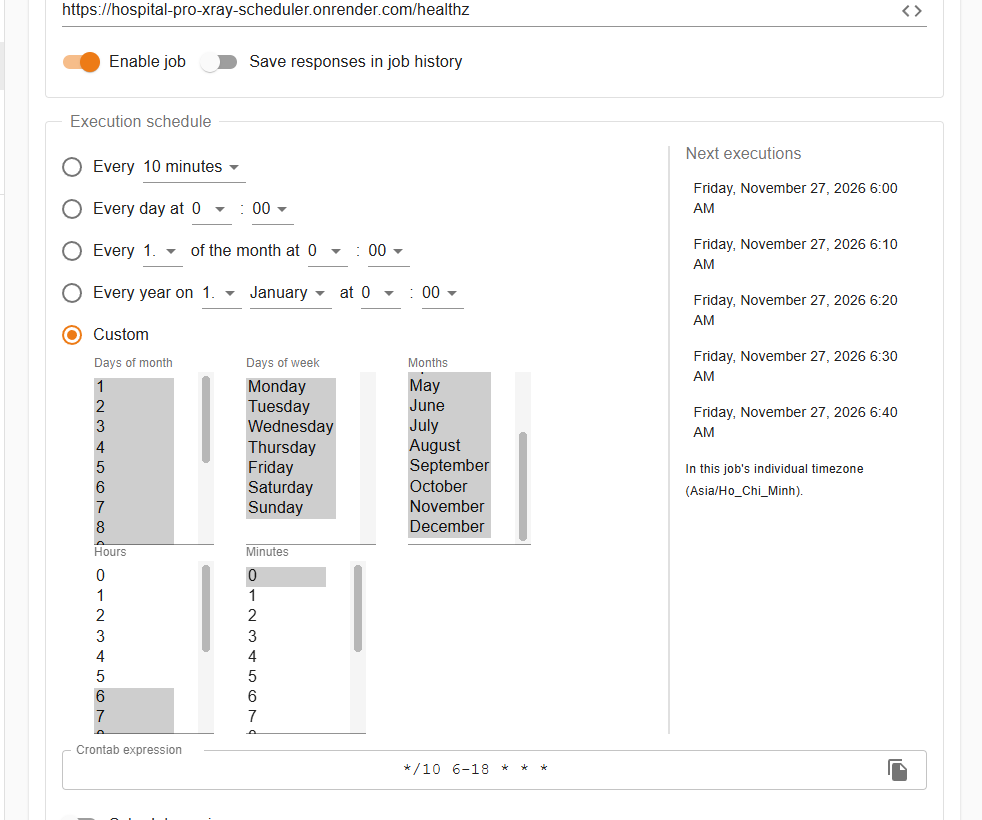 https://hospital-pro-xray-scheduler.onrender.com/healthz
Enable job Save responses in job history
Execution schedule
Every 10 minutes
Every day at 0 : 00
Every 1. of the month at 0 : 00
Every year on 1. January at 0 : 00
Custom
Days of month
1
2
3
4
5
6
7
8
Days of week
Monday
Tuesday
Wednesday
Thursday
Friday
Saturday
Sunday
Months
May
June
July
August
September
October
November
December
Hours
0
1
2
3
4
5
6
7
Minutes
0
1
2
3
4
5
6
7
Next executions
Friday, November 27, 2026 6:00
AM
Friday, November 27, 2026 6:10
AM
Friday, November 27, 2026 6:20
AM
Friday, November 27, 2026 6:30
AM
Friday, November 27, 2026 6:40
AM
In this job's individual timezone
(Asia/Ho_Chi_Minh).
Crontab expression
*/10 6-18 * * *